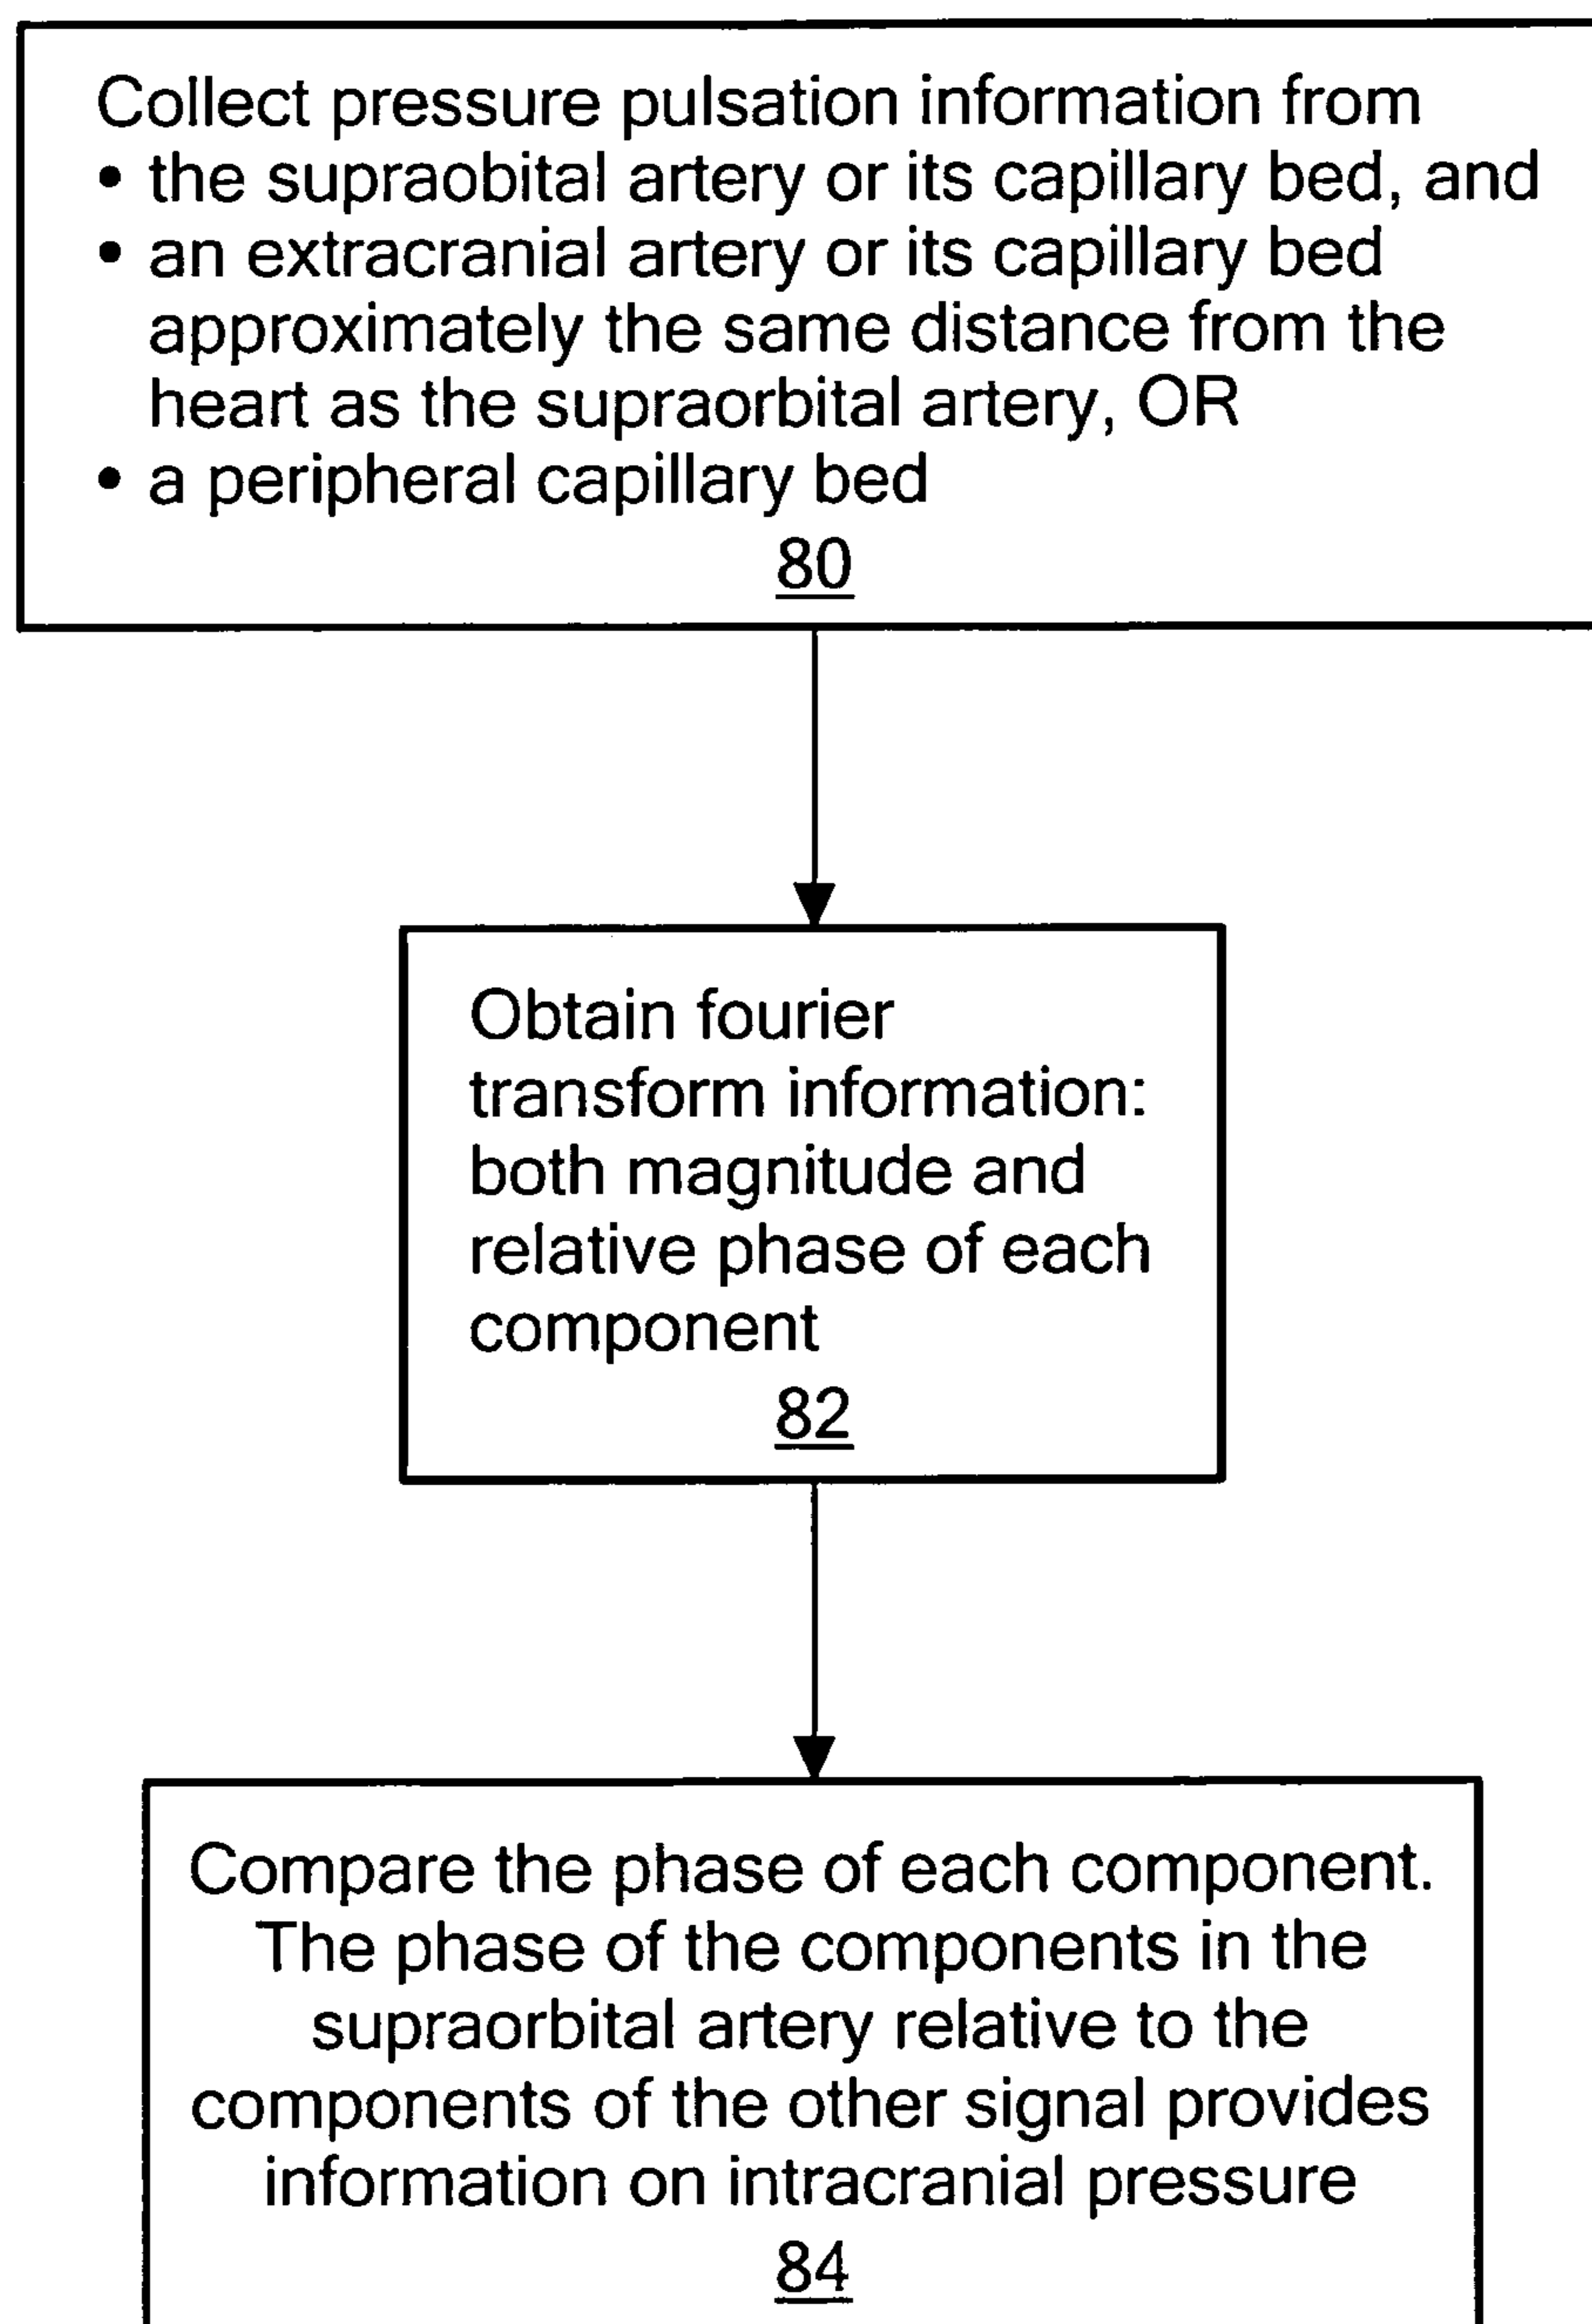 Collect pressure pulsation information from
• the supraobital artery or its capillary bed, and
• an extracranial artery or its capillary bed
approximately the same distance from the
heart as the supraorbital artery, OR
• a peripheral capillary bed
80
Obtain fourier
transform information:
both magnitude and
relative phase of each
component
82
Compare the phase of each component.
The phase of the components in the
supraorbital artery relative to the
components of the other signal provides
information on intracranial pressure
84